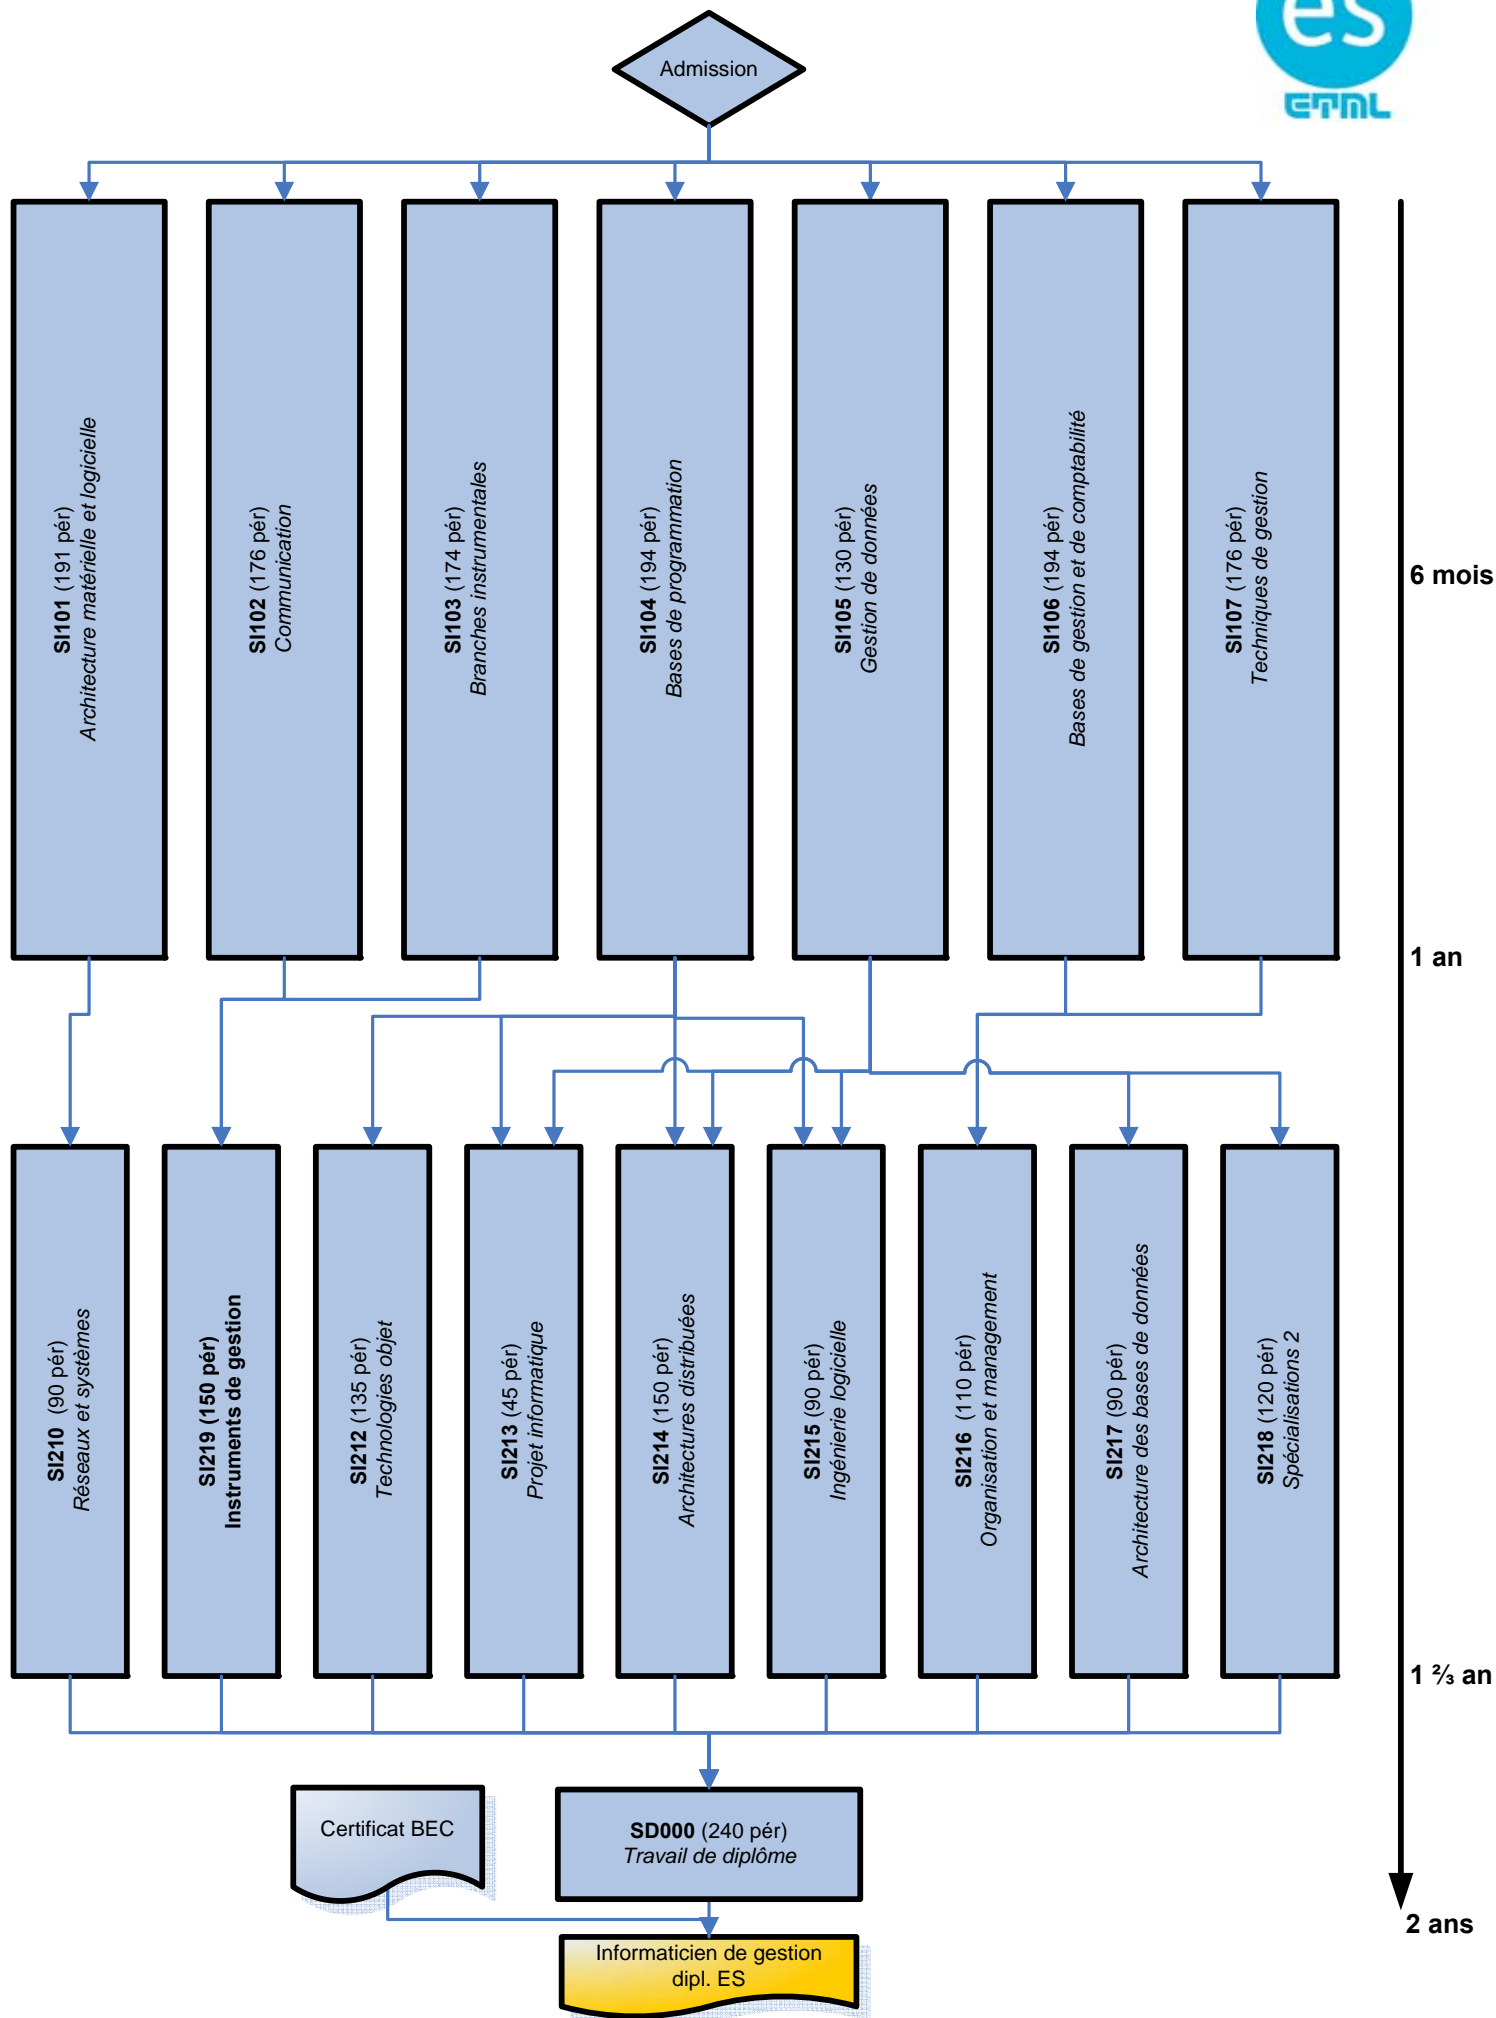 es
ETML
Admission
SI101 (191 pér)
Architecture matérielle et logicielle
SI102 (176 pér)
Communication
SI103 (174 pér)
Branches instrumentales
SI104 (194 pér)
Bases de programmation
SI105 (130 pér)
Gestion de données
SI106 (194 pér)
Bases de gestion et de comptabilité
SI107 (176 pér)
Techniques de gestion
6 mois
1 an
SI210 (90 pér)
Réseaux et systèmes
SI219 (150 pér)
Instruments de gestion
SI212 (135 pér)
Technologies objet
SI213 (45 pér)
Projet informatique
SI214 (150 pér)
Architectures distribuées
SI215 (90 pér)
Ingénierie logicielle
SI216 (110 pér)
Organisation et management
SI217 (90 pér)
Architecture des bases de données
SI218 (120 pér)
Spécialisations 2
1 ⅔ an
Certificat BEC
SD000 (240 pér)
Travail de diplôme
2 ans
Informaticien de gestion
dipl. ES